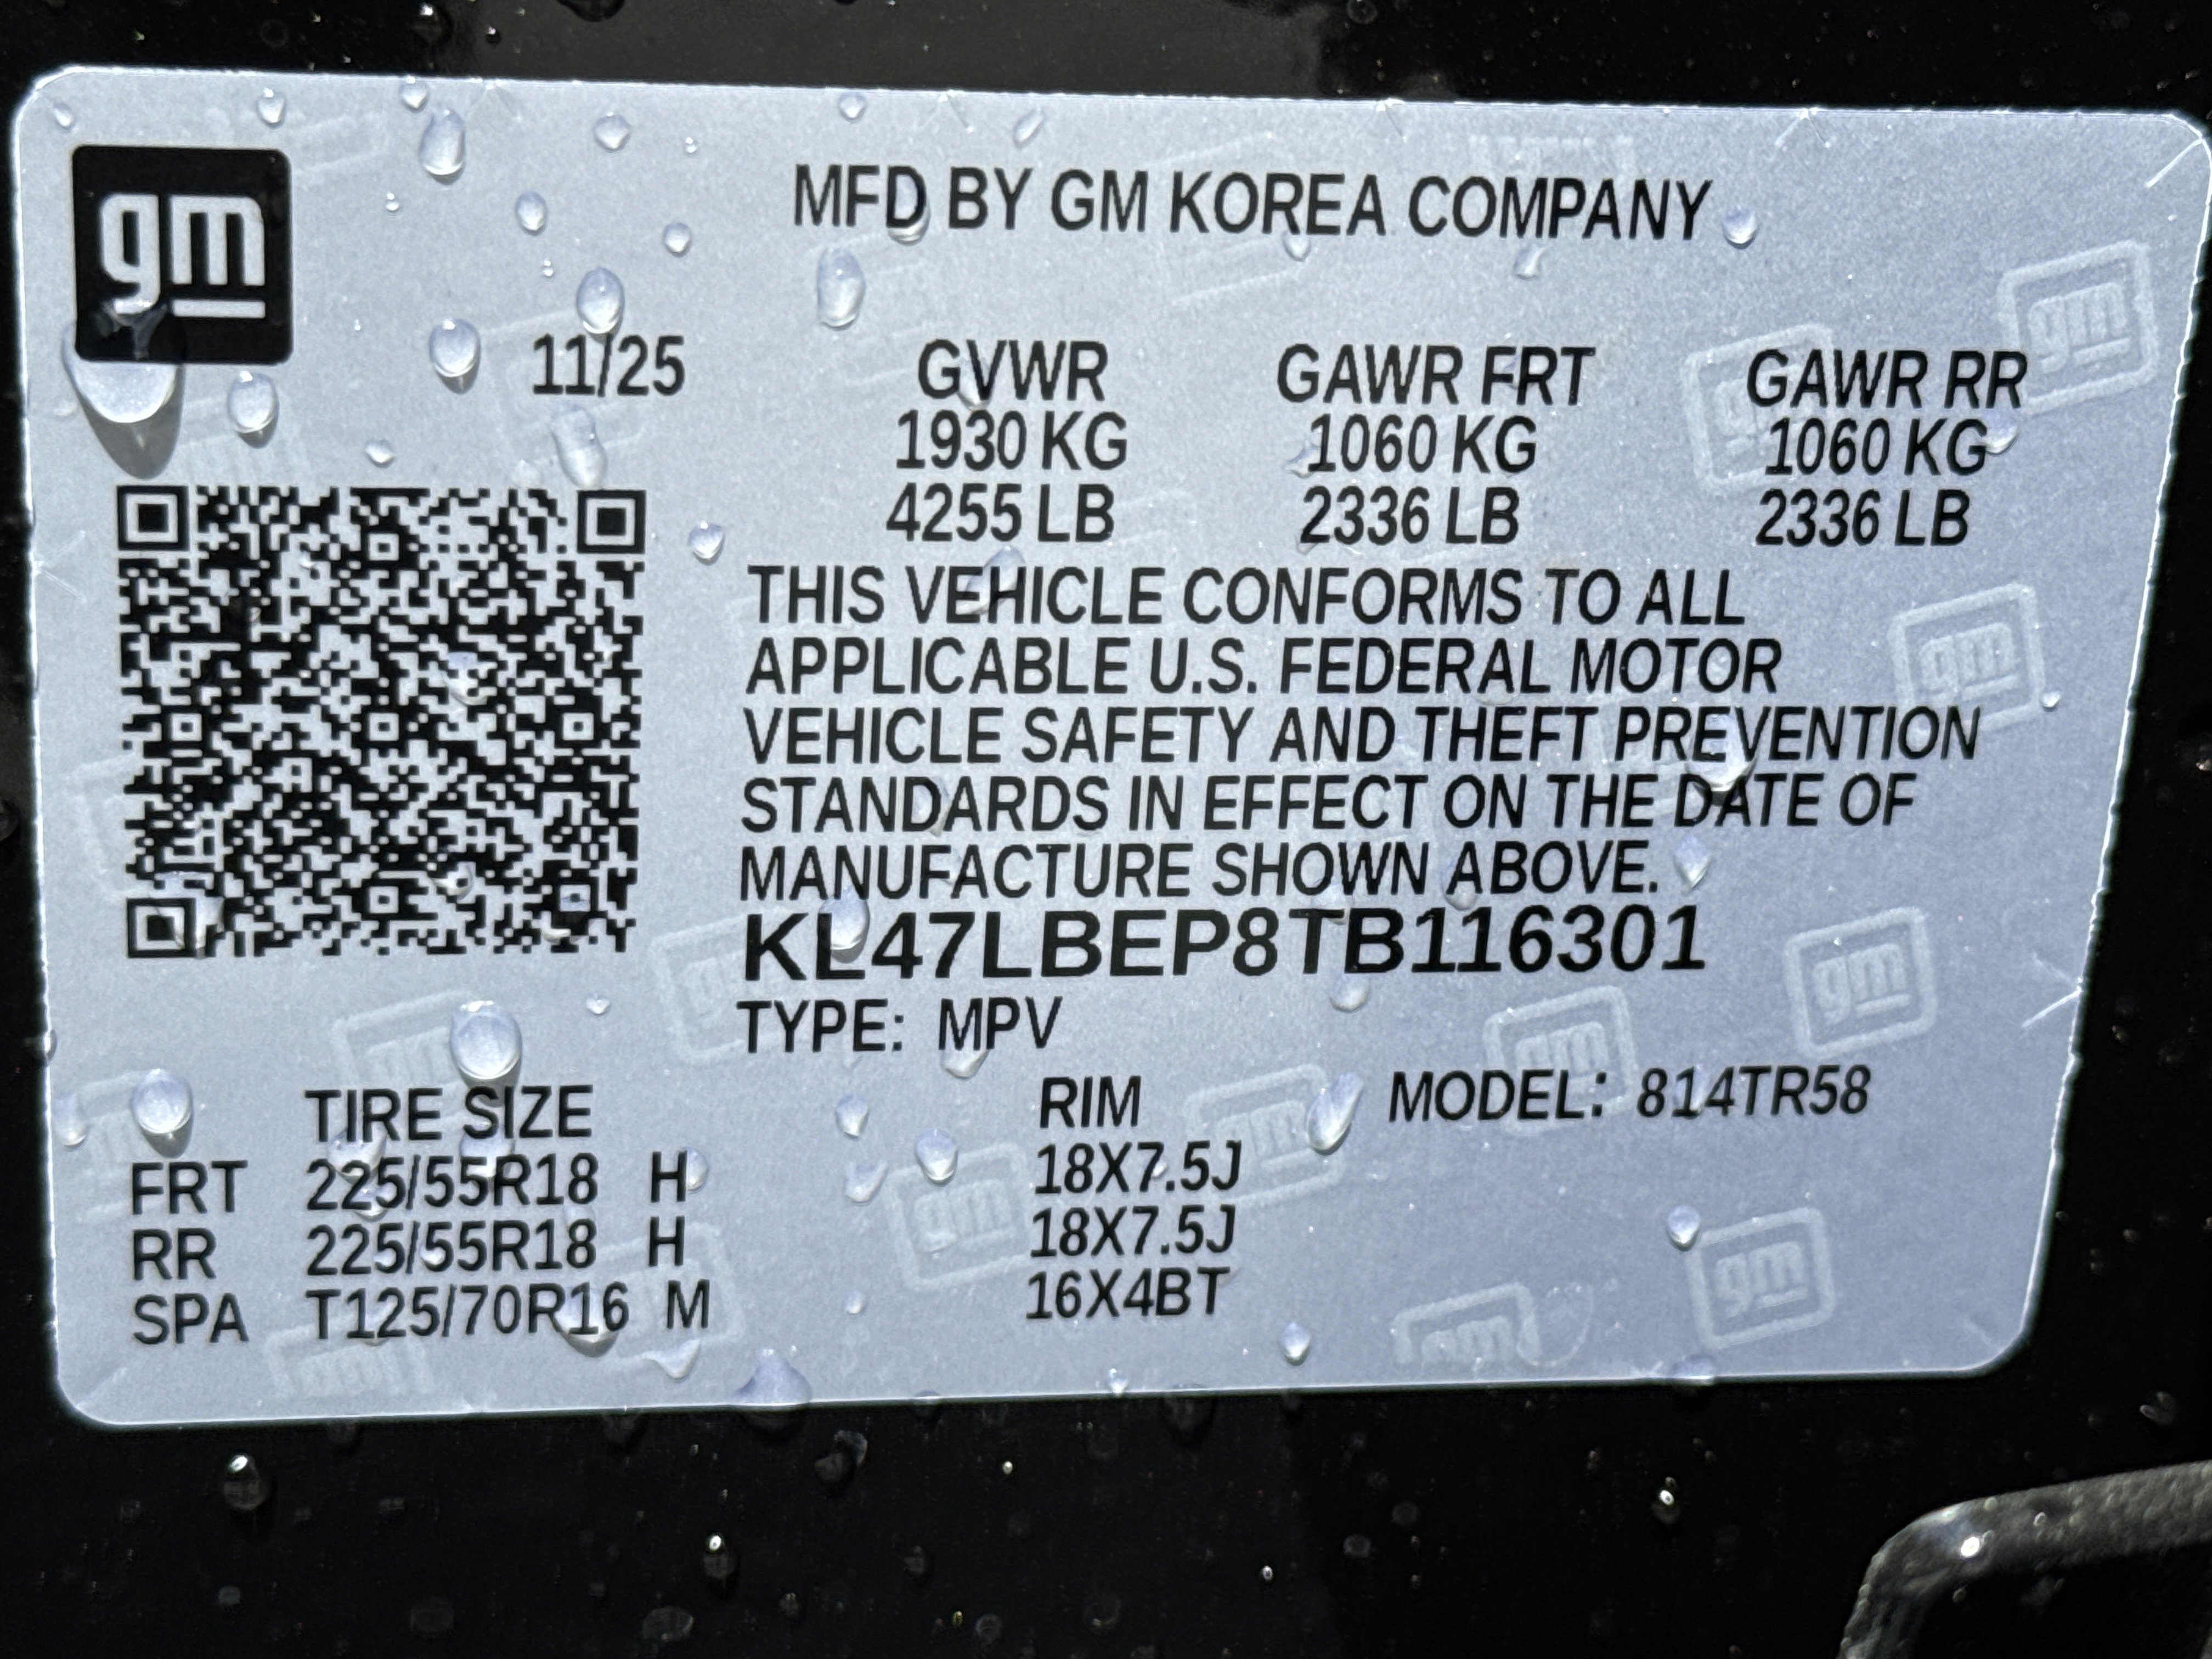 gm
MFD BY GM KOREA COMPANY
11/25 GVWR GAWR FRT GAWR RR
1930 KG 1060 KG 1060 KG
4255 LB 2336 LB 2336 LB
THIS VEHICLE CONFORMS TO ALL
APPLICABLE U.S. FEDERAL MOTOR
VEHICLE SAFETY AND THEFT PREVENTION
STANDARDS IN EFFECT ON THE DATE OF
MANUFACTURE SHOWN ABOVE.
KL47LBEP8TB116301
TYPE: MPV
TIRE SIZE RIM MODEL: 814TR58
FRT 225/55R18 H 18X7.5J
RR 225/55R18 H 18X7.5J
SPA T125/70R16 M 16X4BT